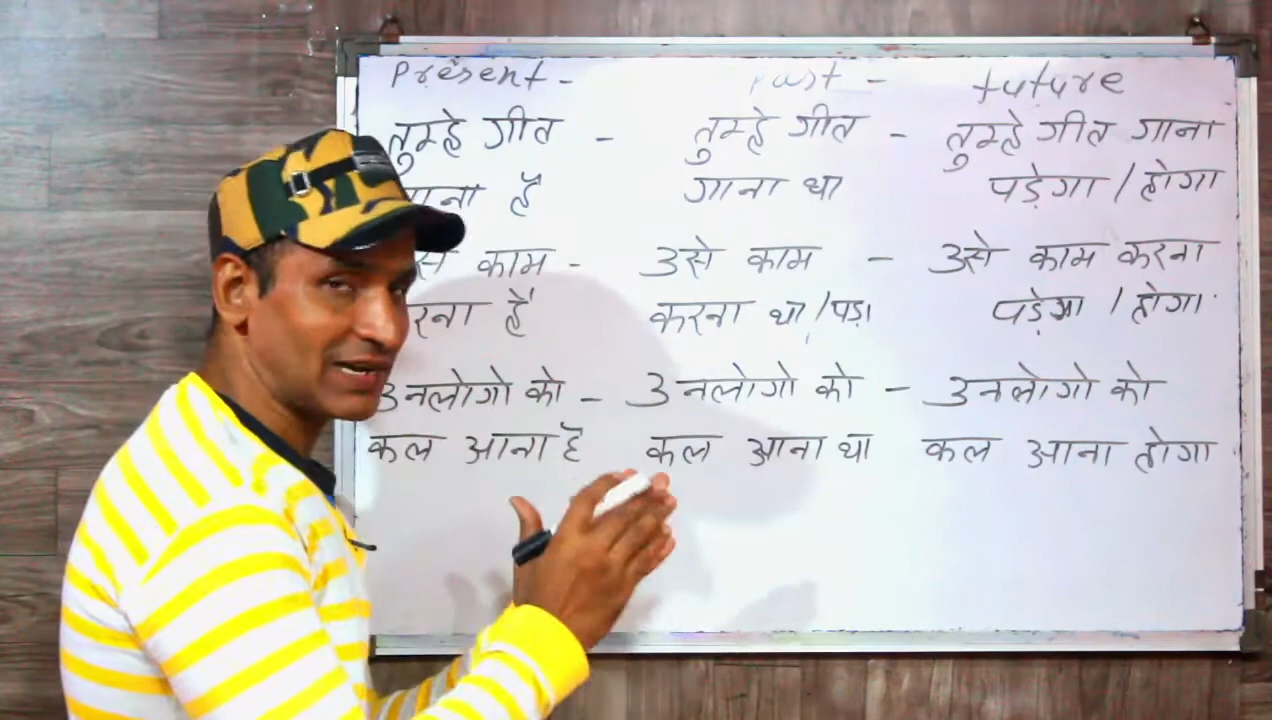 Present - Past - future
तुम्हे गीत - तुम्हे गीत - तुम्हे गीत गाना
है गाना था पड़ेगा / होगा
काम - उसे काम - उसे काम करना
है करना था / पड़ा पड़ेगा / होगा
उनलोगो को - उनलोगो को - उनलोगो को
कल आना है कल आना था कल आना होगा